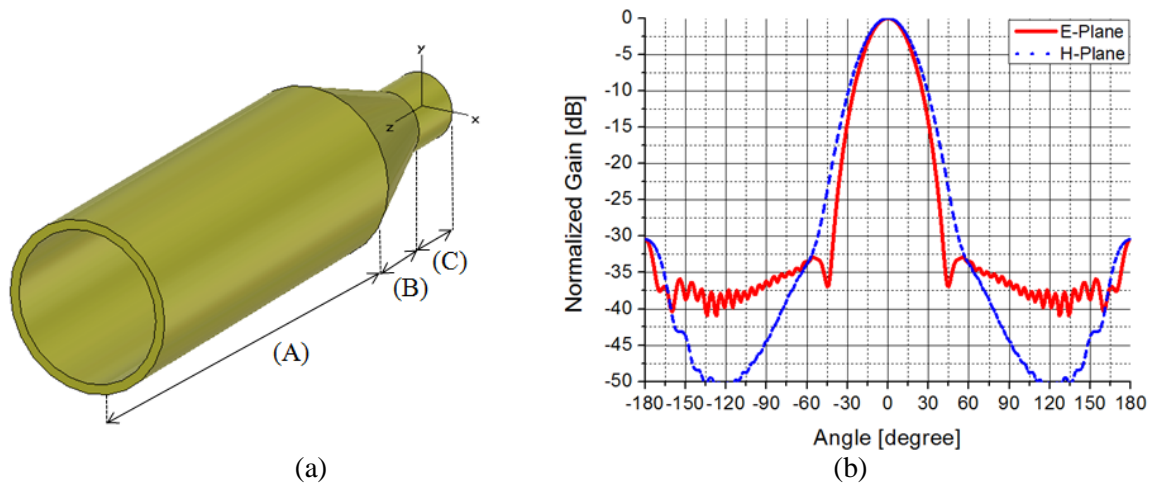 y
x
z
(C)
(B)
(A)
(a)
E-Plane
H-Plane
0
-5
-10
-15
-20
-25
-30
-35
-40
-45
-50
Normalized Gain [dB]
-180 -150 -120 -90 -60 -30 0 30 60 90 120 150 180
Angle [degree]
(b)